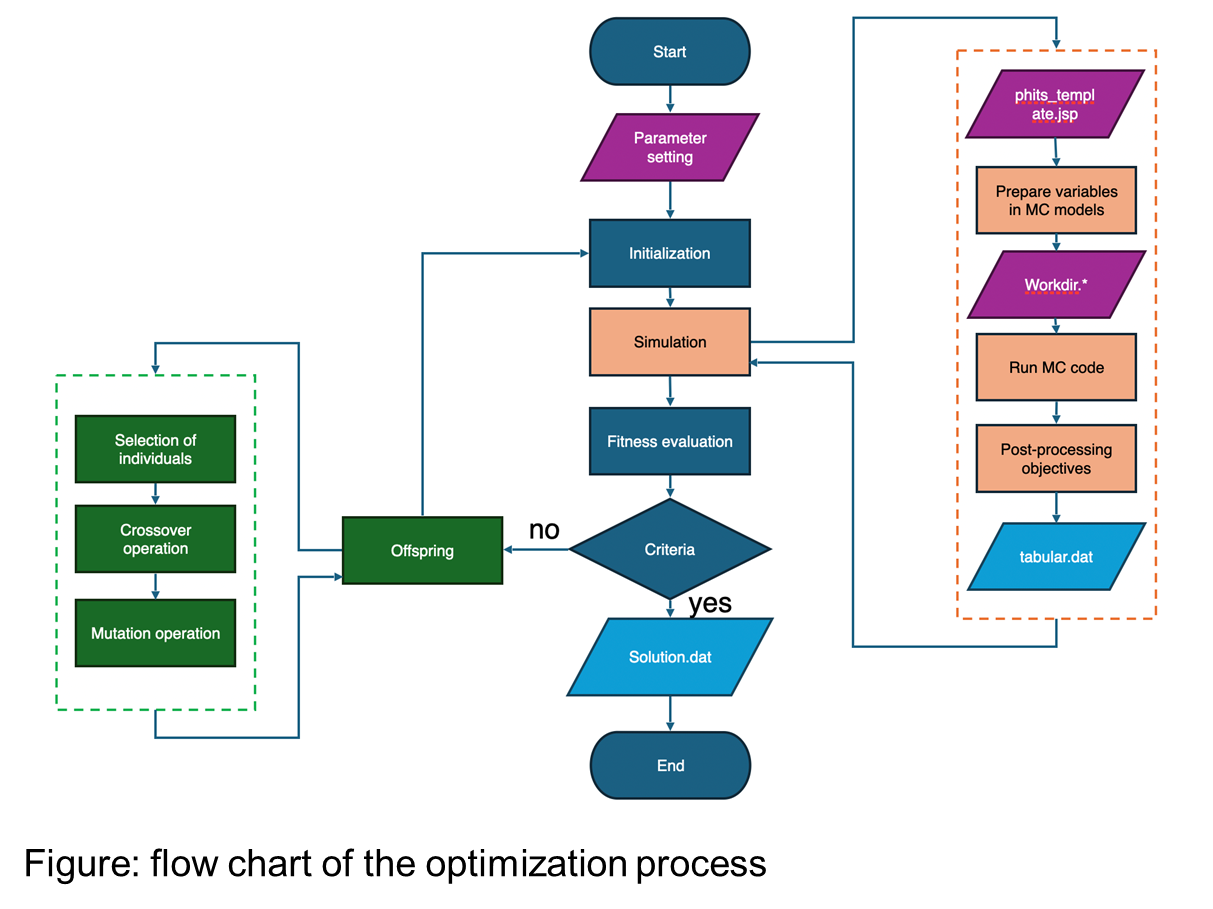 Start
Parameter
setting
Initialization
Simulation
Fitness evaluation
Criteria
no
yes
Solution.dat
End
Offspring
Selection of
individuals
Crossover
operation
Mutation operation
phits_templ
ate.jsp
Prepare variables
in MC models
Workdir.*
Run MC code
Post-processing
objectives
tabular.dat
Figure: flow chart of the optimization process